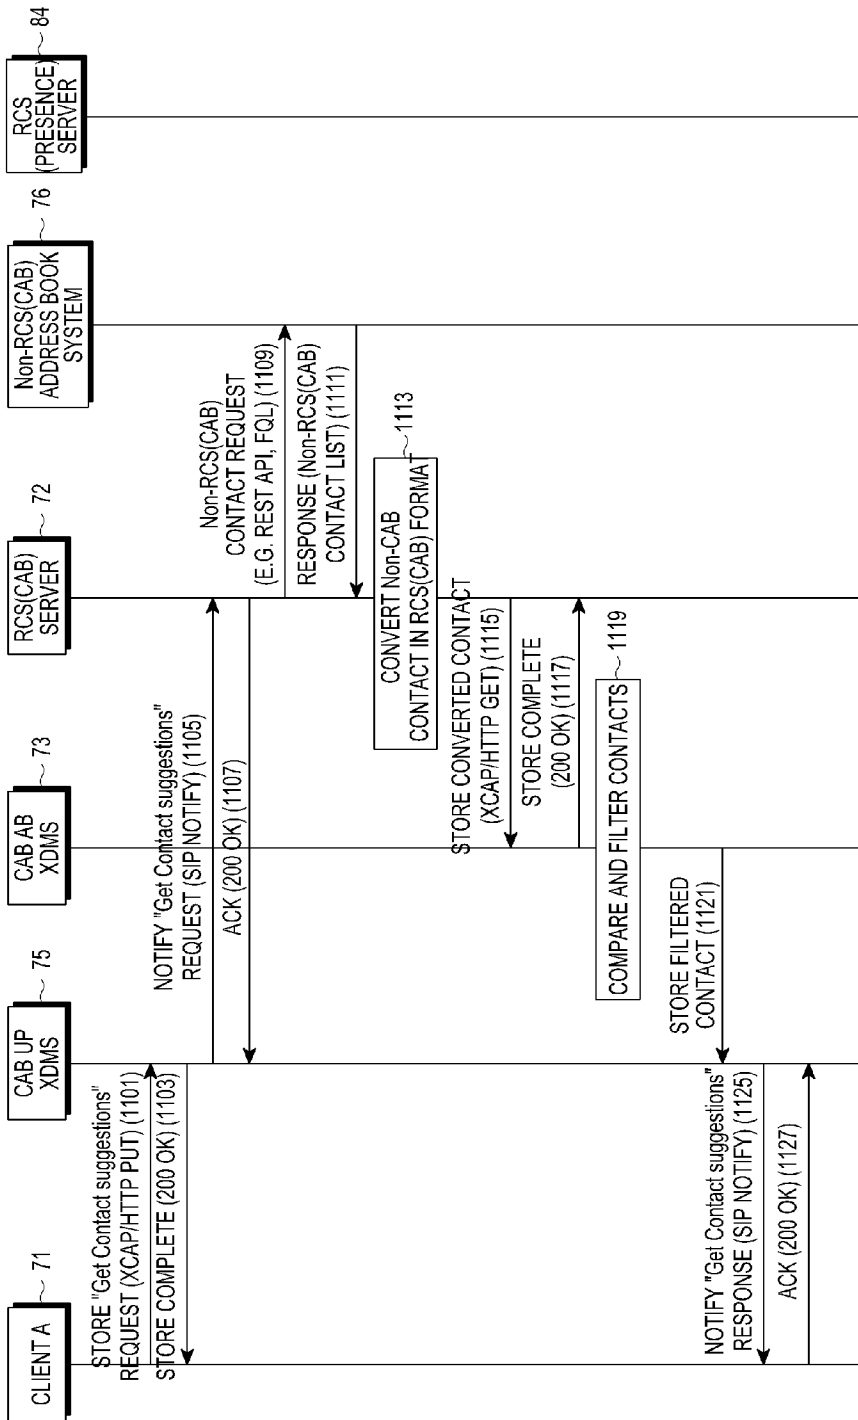 CLIENT A
71
CAB UP
XDMS
75
CAB AB
XDMS
73
RCS(CAB)
SERVER
72
Non-RCS(CAB)
ADDRESS BOOK
SYSTEM
76
RCS
(PRESENCE)
SERVER
84
STORE "Get Contact suggestions"
REQUEST (XCAP/HTTP PUT) (1101)
STORE COMPLETE (200 OK) (1103)
NOTIFY "Get Contact suggestions"
REQUEST (SIP NOTIFY) (1105)
ACK (200 OK) (1107)
Non-RCS(CAB)
CONTACT REQUEST
(E.G. REST API, FQL) (1109)
RESPONSE (Non-RCS(CAB)
CONTACT LIST) (1111)
CONVERT Non-CAB
CONTACT IN RCS(CAB) FORMAT
1113
STORE CONVERTED CONTACT
(XCAP/HTTP GET) (1115)
STORE COMPLETE
(200 OK) (1117)
COMPARE AND FILTER CONTACTS
1119
STORE FILTERED
CONTACT (1121)
NOTIFY "Get Contact suggestions"
RESPONSE (SIP NOTIFY) (1125)
ACK (200 OK) (1127)